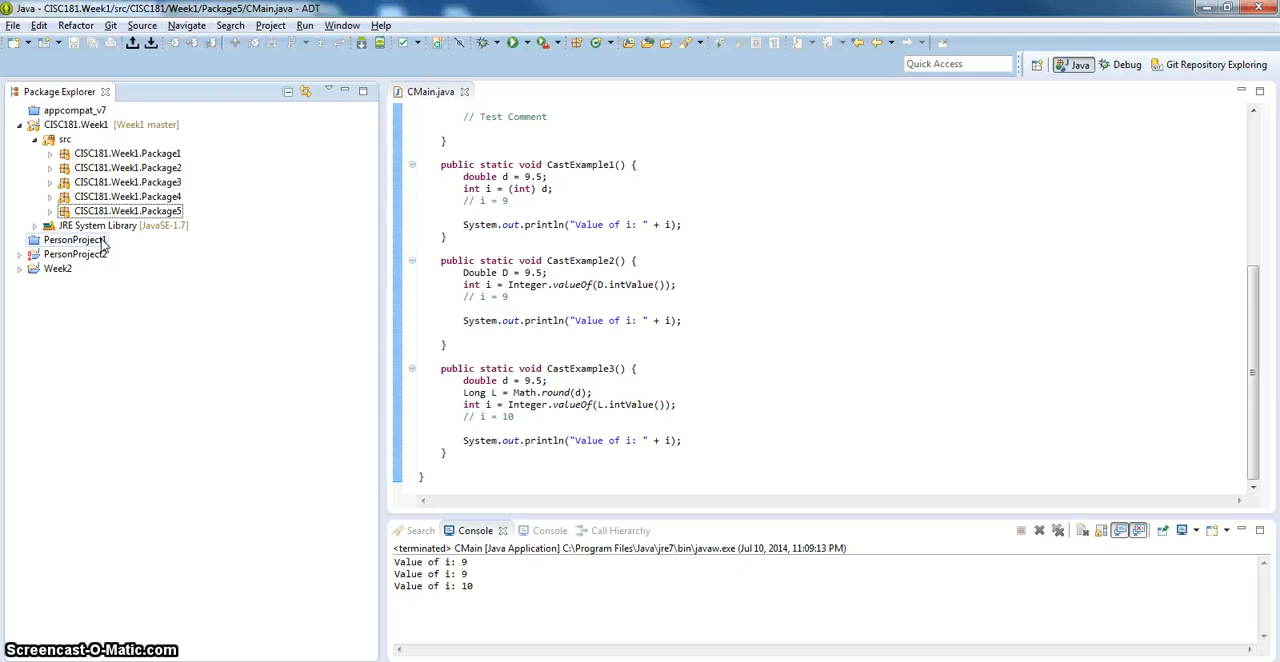 Java - CISC181.Week1/src/CISC181/Week1/Package5/CMain.java - ADT
File Edit Refactor Git Source Navigate Search Project Run Window Help
Quick Access
Java
Debug
Git Repository Exploring
Package Explorer
appcompat_v7
CISC181.Week1 [Week1 master]
src
CISC181.Week1.Package1
CISC181.Week1.Package2
CISC181.Week1.Package3
CISC181.Week1.Package4
CISC181.Week1.Package5
JRE System Library [JavaSE-1.7]
PersonProject1
PersonProject2
Week2
CMain.java
// Test Comment
}
public static void CastExample1() {
double d = 9.5;
int i = (int) d;
// i = 9
System.out.println("Value of i: " + i);
}
public static void CastExample2() {
Double D = 9.5;
int i = Integer.valueOf(D.intValue());
// i = 9
System.out.println("Value of i: " + i);
}
public static void CastExample3() {
double d = 9.5;
Long L = Math.round(d);
int i = Integer.valueOf(L.intValue());
// i = 10
System.out.println("Value of i: " + i);
}
}
Search Console Console Call Hierarchy
<terminated> CMain [Java Application] C:\Program Files\Java\jre7\bin\javaw.exe (Jul 10, 2014, 11:09:13 PM)
Value of i: 9
Value of i: 9
Value of i: 10
Screencast-O-Matic.com